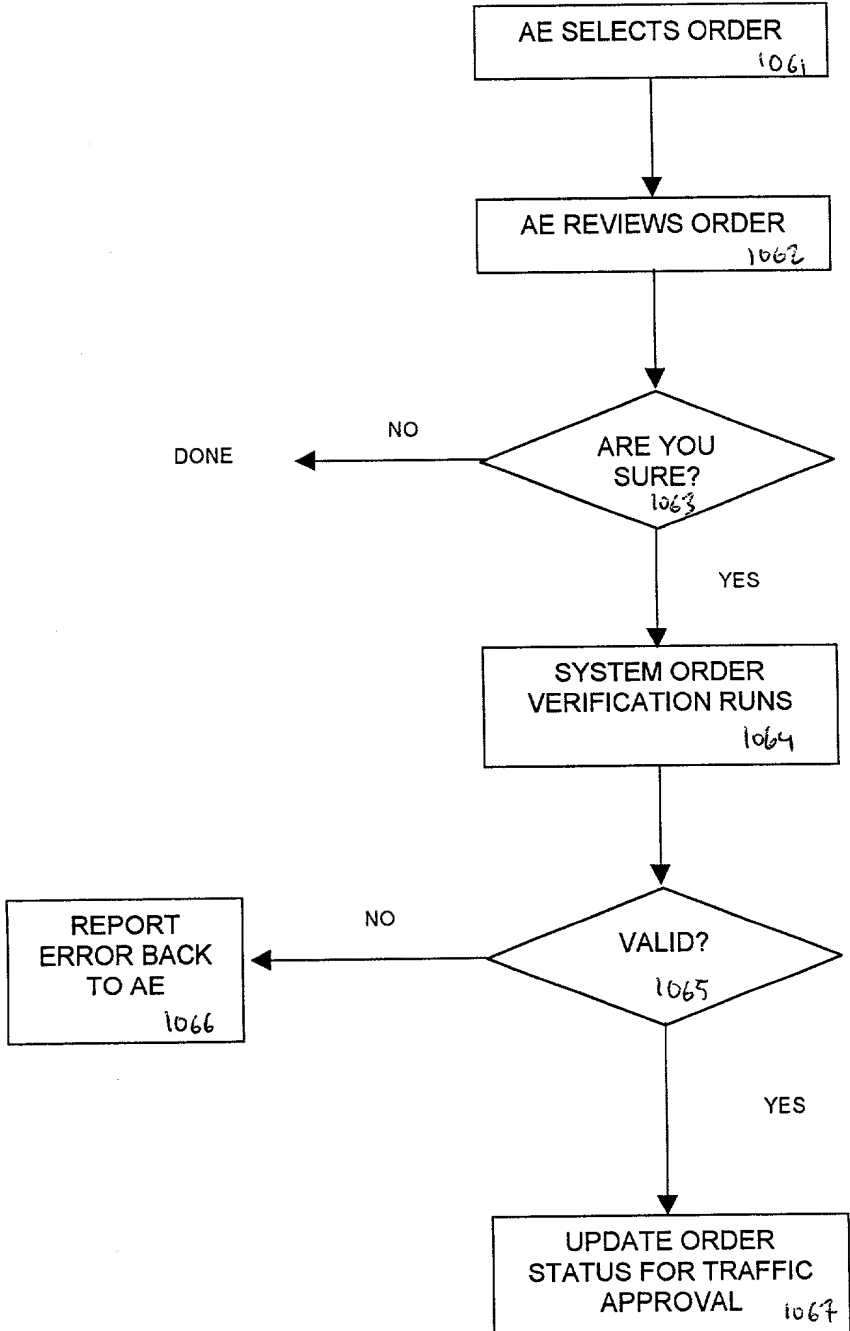 AE SELECTS ORDER
1061
AE REVIEWS ORDER
1062
ARE YOU
SURE?
1063
NO
DONE
YES
SYSTEM ORDER
VERIFICATION RUNS
1064
VALID?
1065
NO
REPORT
ERROR BACK
TO AE
1066
YES
UPDATE ORDER
STATUS FOR TRAFFIC
APPROVAL
1067